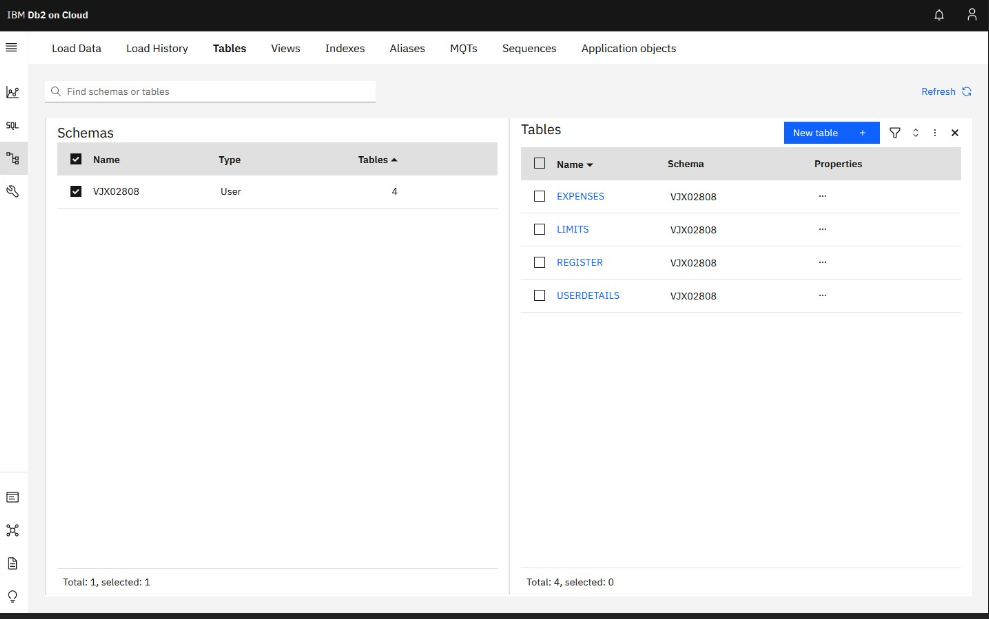 IBM Db2 on Cloud
Load Data Load History Tables Views Indexes Aliases MQTs Sequences Application objects
Find schemas or tables
Refresh
SQL
Schemas
Name Type Tables
VJX02808 User 4
Total: 1, selected: 1
Tables
New table +
Name Schema Properties
EXPENSES VJX02808 ...
LIMITS VJX02808 ...
REGISTER VJX02808 ...
USERDETAILS VJX02808 ...
Total: 4, selected: 0